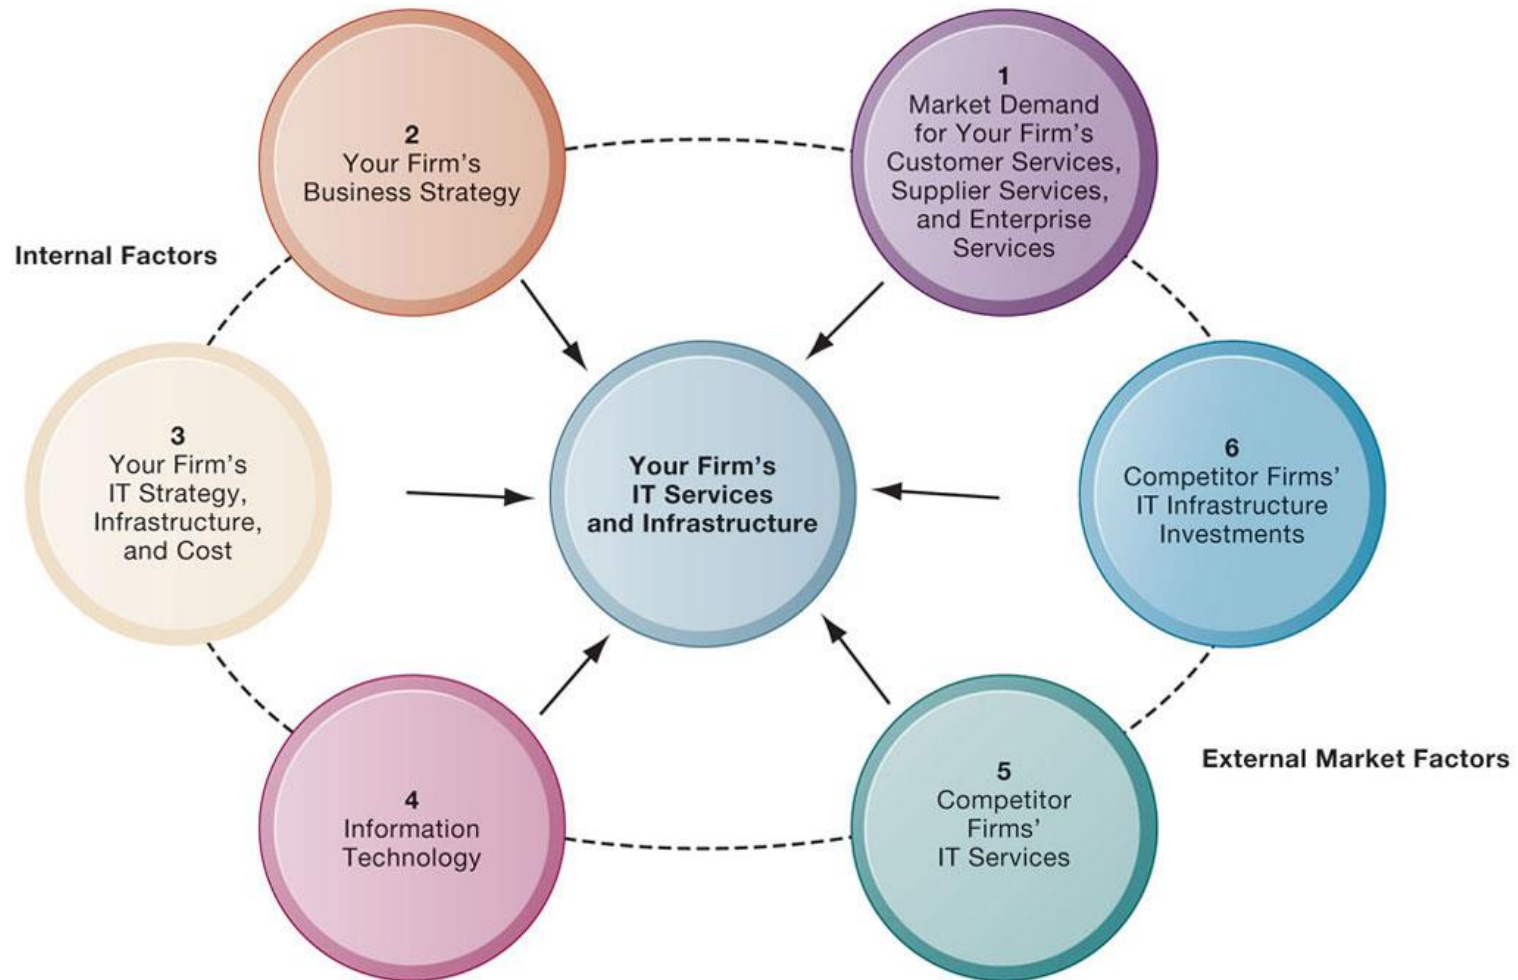 1
Market Demand
for Your Firm's
Customer Services,
Supplier Services,
and Enterprise
Services
2
Your Firm's
Business Strategy
Internal Factors
3
Your Firm's
IT Strategy,
Infrastructure,
and Cost
Your Firm's
IT Services
and Infrastructure
6
Competitor Firms'
IT Infrastructure
Investments
External Market Factors
4
Information
Technology
5
Competitor
Firms'
IT Services